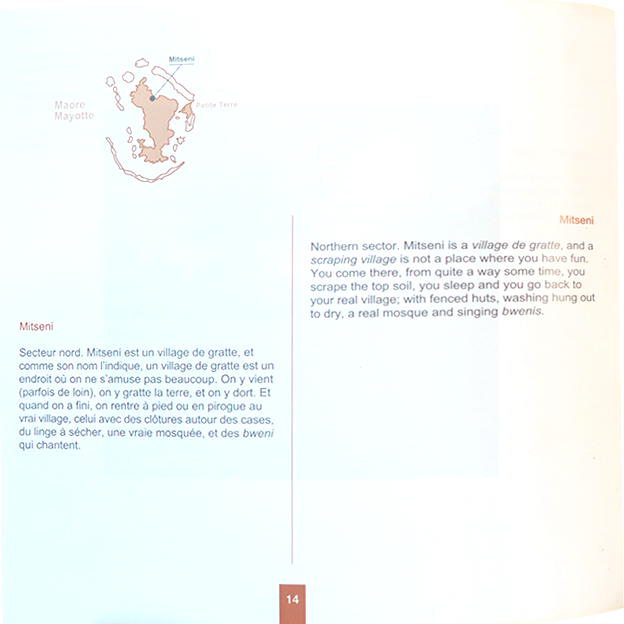 Mitseni
Maore
Mayotte
Petite Terre
Mitseni
Secteur nord. Mitseni est un village de gratte, et
comme son nom l'indique, un village de gratte est un
endroit où on ne s'amuse pas beaucoup. On y vient
(parfois de loin), on y gratte la terre, et on y dort. Et
quand on a fini, on rentre à pied ou en pirogue au
vrai village, celui avec des clôtures autour des cases,
du linge à sécher, une vraie mosquée, et des bweni
qui chantent.
Mitseni
Northern sector. Mitseni is a village de gratte, and a
scraping village is not a place where you have fun.
You come there, from quite a way some time, you
scrape the top soil, you sleep and you go back to
your real village; with fenced huts, washing hung out
to dry, a real mosque and singing bwenis.
14